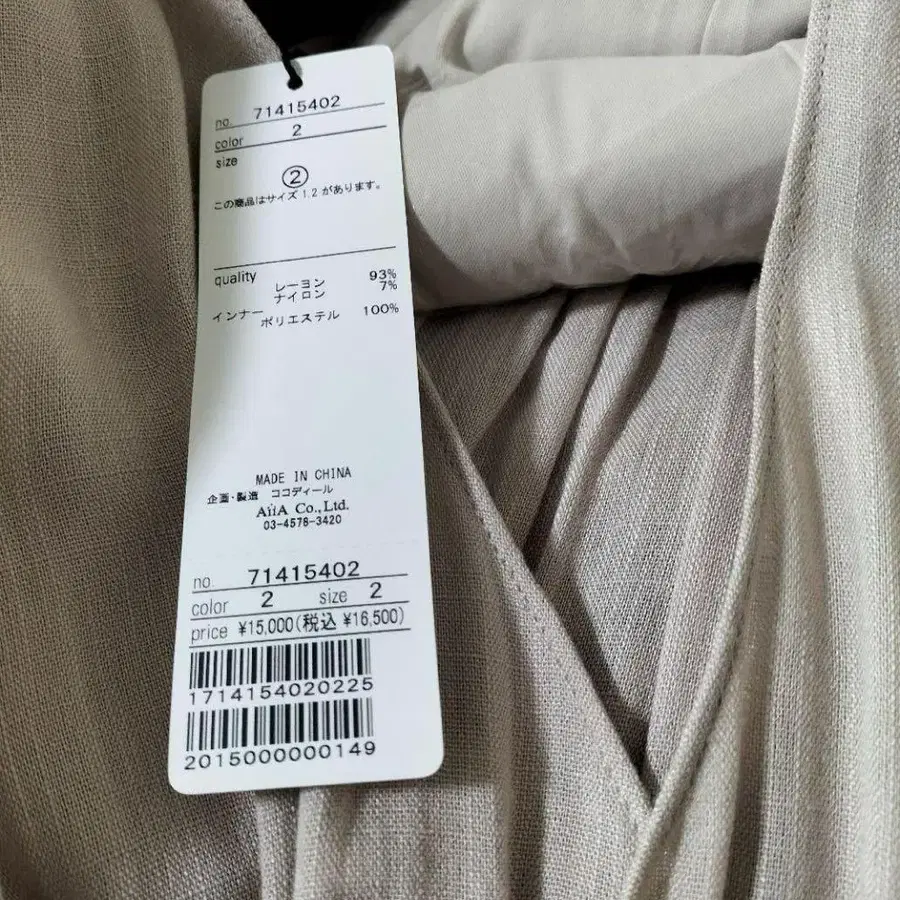 no. 71415402
color 2
size
②
この商品はサイズ 1.2 があります。
quality
レーヨン 93%
ナイロン 7%
インナー ポリエステル 100%
MADE IN CHINA
企画・製造 ココディール
AiiA Co.,Ltd.
03-4578-3420
no. 71415402
color 2 size 2
price ¥15,000(税込 ¥16,500)
1714154020225
2015000000149